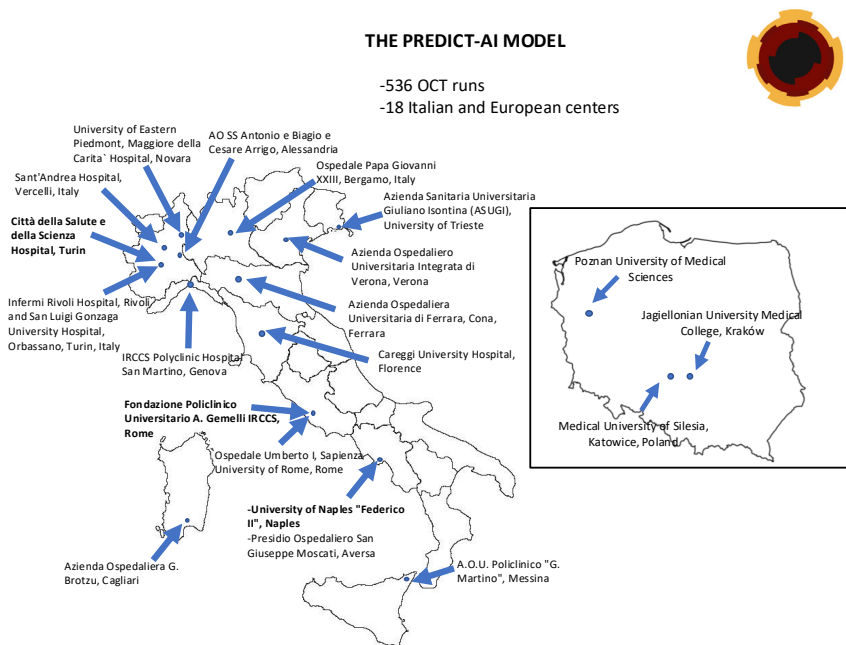 THE PREDICT-AI MODEL
-536 OCT runs
-18 Italian and European centers
University of Eastern
Piedmont, Maggiore della
Carita` Hospital, Novara
AO SS Antonio e Biagio e
Cesare Arrigo, Alessandria
Sant'Andrea Hospital,
Vercelli, Italy
Ospedale Papa Giovanni
XXIII, Bergamo, Italy
Azienda Sanitaria Universitaria
Giuliano Isontina (ASUGI),
University of Trieste
Città della Salute e
della Scienza
Hospital, Turin
Azienda Ospedaliero
Universitaria Integrata di
Verona, Verona
Infermi Rivoli Hospital, Rivoli
and San Luigi Gonzaga
University Hospital,
Orbassano, Turin, Italy
Azienda Ospedaliera
Universitaria di Ferrara, Cona,
Ferrara
IRCCS Polyclinic Hospital
San Martino, Genova
Careggi University Hospital,
Florence
Fondazione Policlinico
Universitario A. Gemelli IRCCS,
Rome
Ospedale Umberto I, Sapienza
University of Rome, Rome
-University of Naples "Federico
II", Naples
-Presidio Ospedaliero San
Giuseppe Moscati, Aversa
Azienda Ospedaliera G.
Brotzu, Cagliari
A.O.U. Policlinico "G.
Martino", Messina
Poznan University of Medical
Sciences
Jagiellonian University Medical
College, Kraków
Medical University of Silesia,
Katowice, Poland